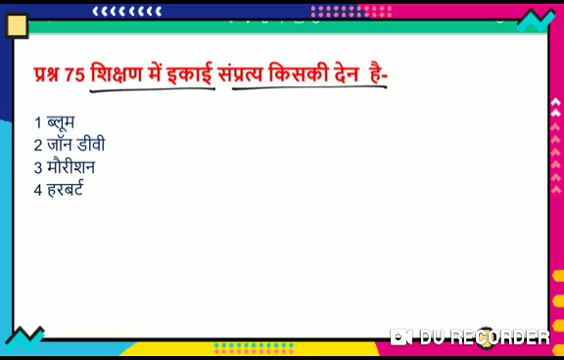 प्रश्न 75 शिक्षण में इकाई संप्रत्य किसकी देन है-
1 ब्लूम
2 जॉन डीवी
3 मौरीशन
4 हरबर्ट
DU RECORDER